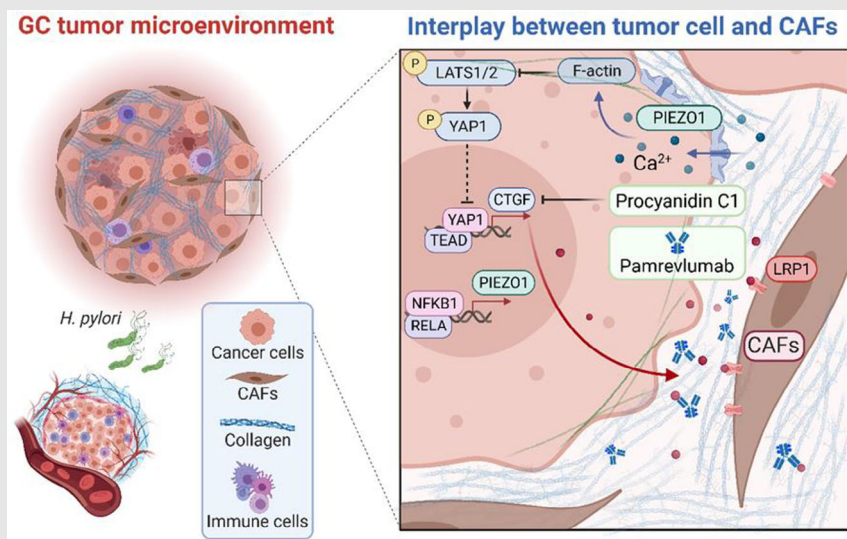 GC tumor microenvironment
Interplay between tumor cell and CAFs
P
LATS1/2
F-actin
P
YAP1
PIEZO1
Ca²⁺
CTGF
YAP1
TEAD
Procyanidin C1
Pamrevlumab
LRP1
PIEZO1
NFKB1
RELA
CAFs
H. pylori
Cancer cells
CAFs
Collagen
Immune cells